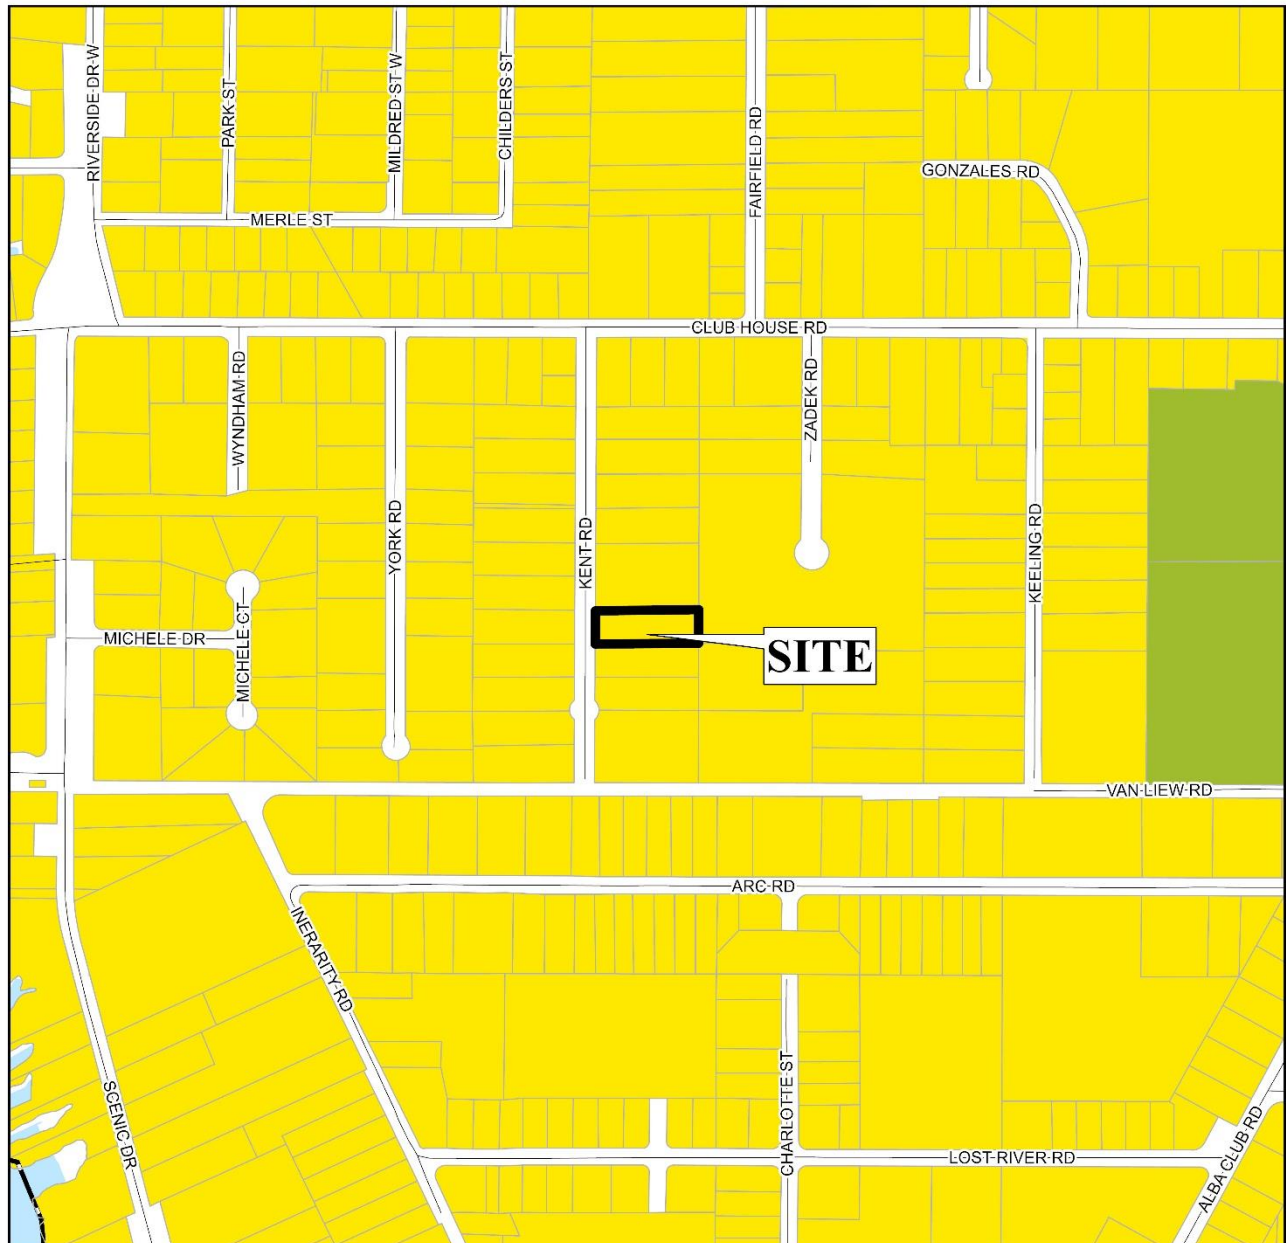 RIVERSIDE DR W
PARK ST
MILDRED ST W
CHILDERS ST
FAIRFIELD RD
GONZALES RD
MERLE ST
CLUB HOUSE RD
WYNDHAM RD
ZADEK RD
YORK RD
KENT RD
KEELING RD
MICHELE DR
MICHELE CT
SITE
VAN LIEW RD
ARC RD
INERARITY RD
SCENIC DR
CHARLOTTE ST
LOST RIVER RD
ALBA CLUB RD